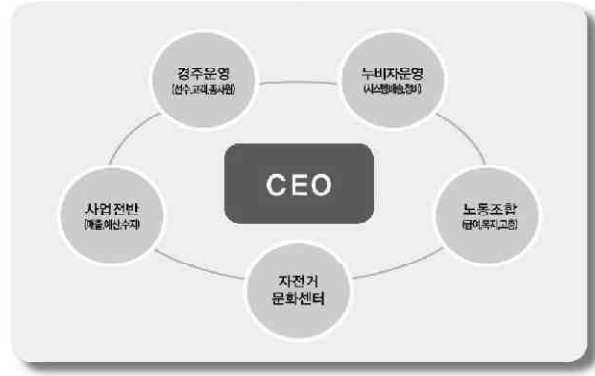 경주운영
(선수,고객,종사원)
누비자운영
(시스템,배송,정비)
CEO
사업전반
(매출,예산,수지)
노동조합
(급여,복지,고충)
자전거
문화센터